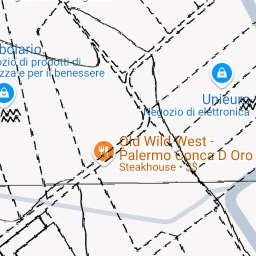 bolario
ozio di prodotti di
zza e per il benessere
Unieuro
Negozio di elettronica
Old Wild West -
Palermo Conca D Oro
Steakhouse • $$